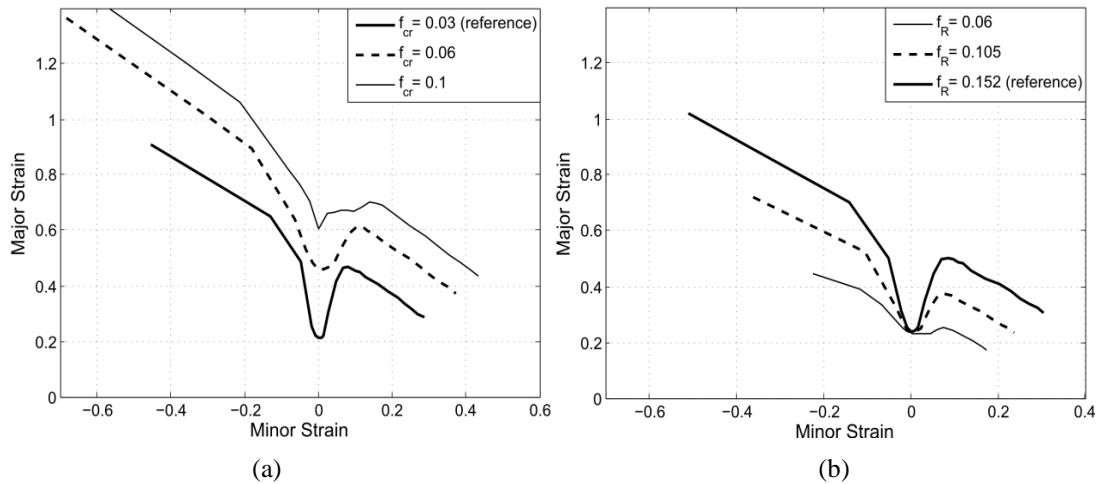 f_cr= 0.03 (reference)
f_cr= 0.06
f_cr= 0.1
1.2
1
0.8
0.6
0.4
0.2
0
−0.6
−0.4
−0.2
0
0.2
0.4
0.6
Major Strain
Minor Strain
(a)
f_R= 0.06
f_R= 0.105
f_R= 0.152 (reference)
1.2
1
0.8
0.6
0.4
0.2
0
−0.6
−0.4
−0.2
0
0.2
0.4
Major Strain
Minor Strain
(b)